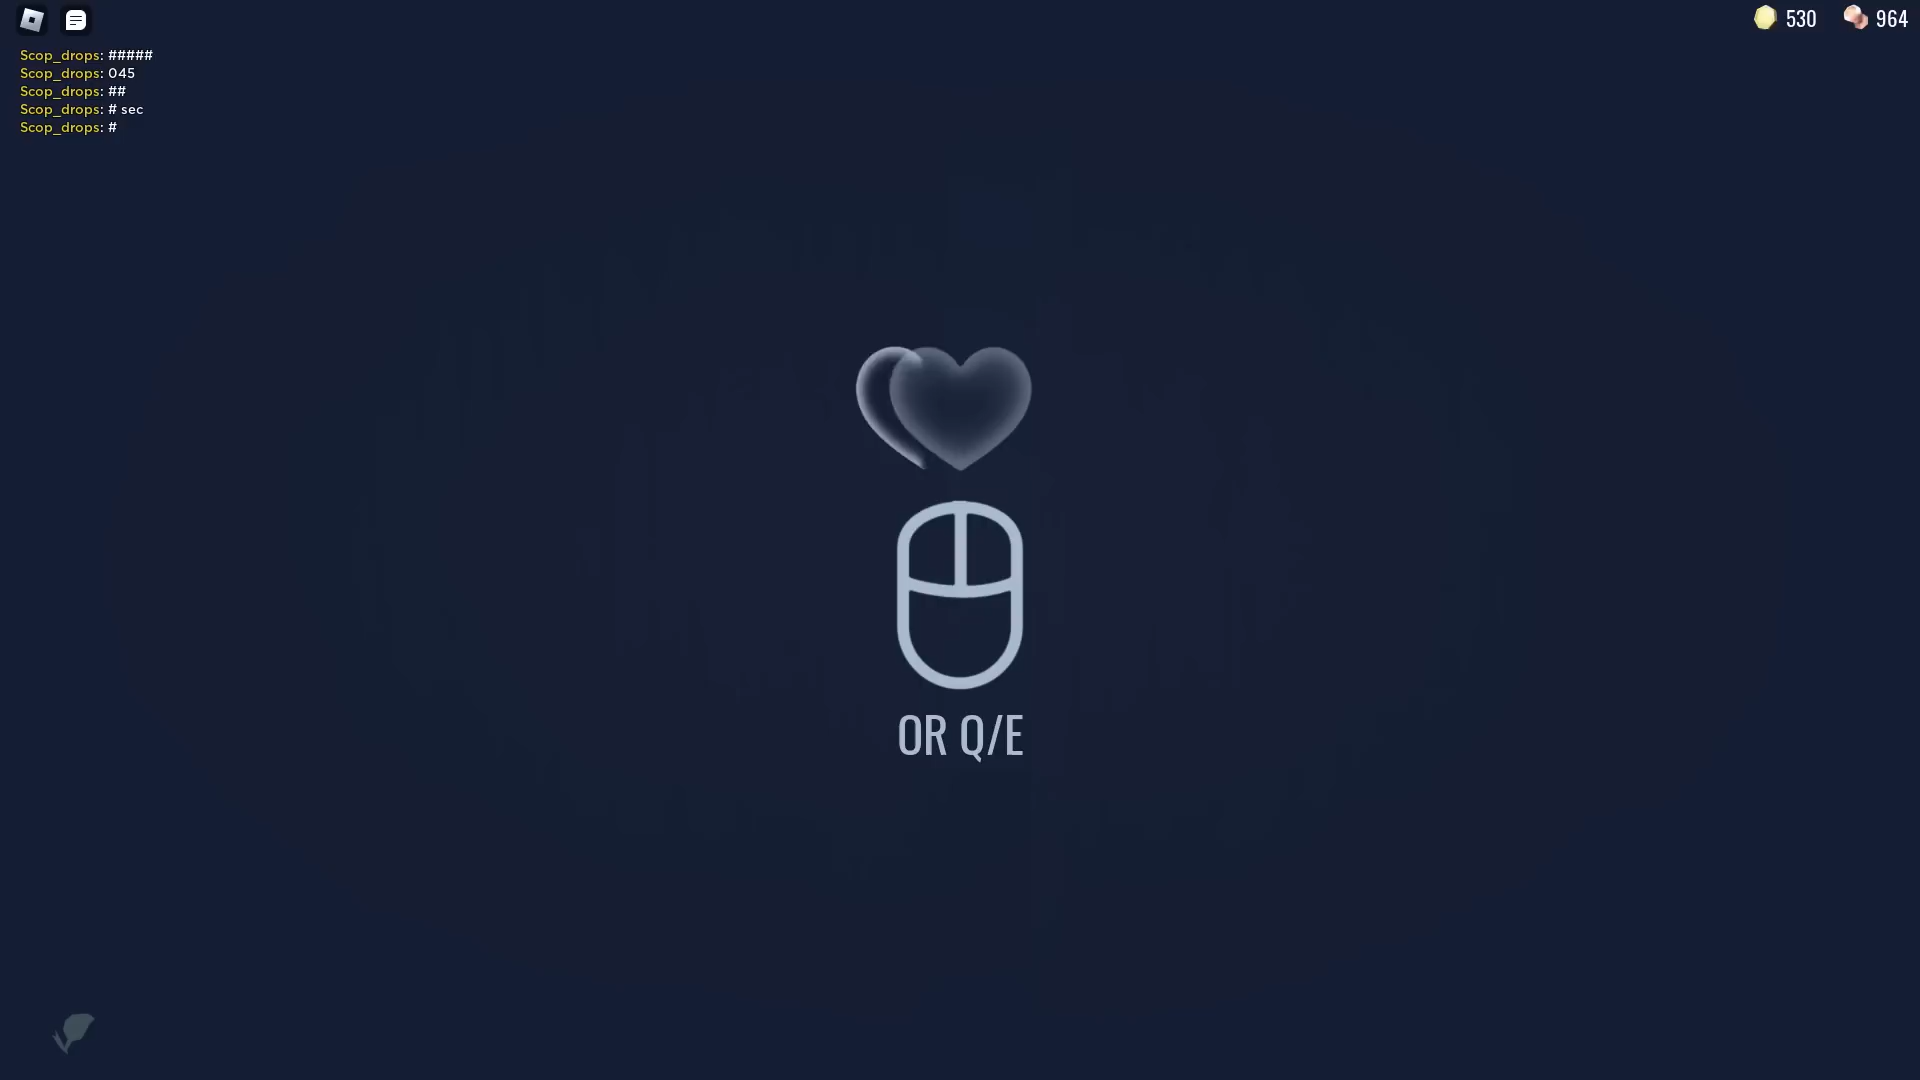 530
964
Scop_drops: #####
Scop_drops: 045
Scop_drops: ##
Scop_drops: # sec
Scop_drops: #
OR Q/E